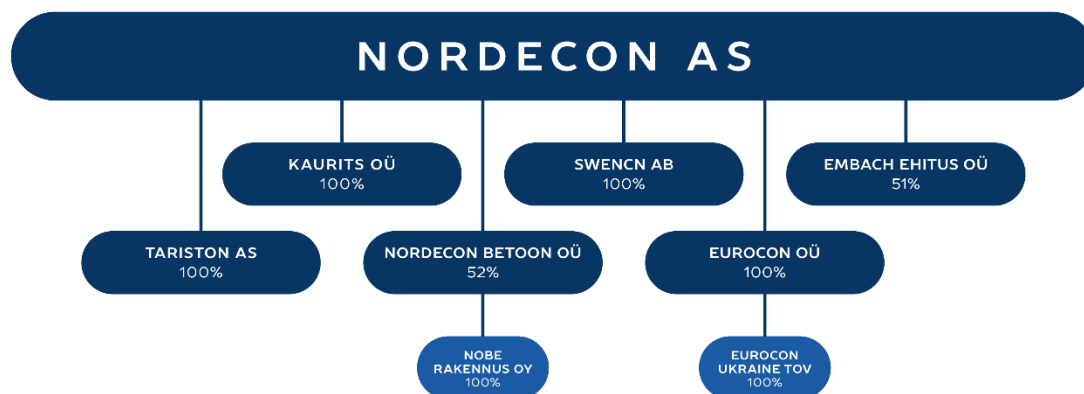 NORDECON AS
KAURITS OÜ
100%
SWENCN AB
100%
EMBACH EHITUS OÜ
51%
TARISTON AS
100%
NORDECON BETOON OÜ
52%
EUROCON OÜ
100%
NOBE
RAKENNUS OY
100%
EUROCON
UKRAINE TOV
100%